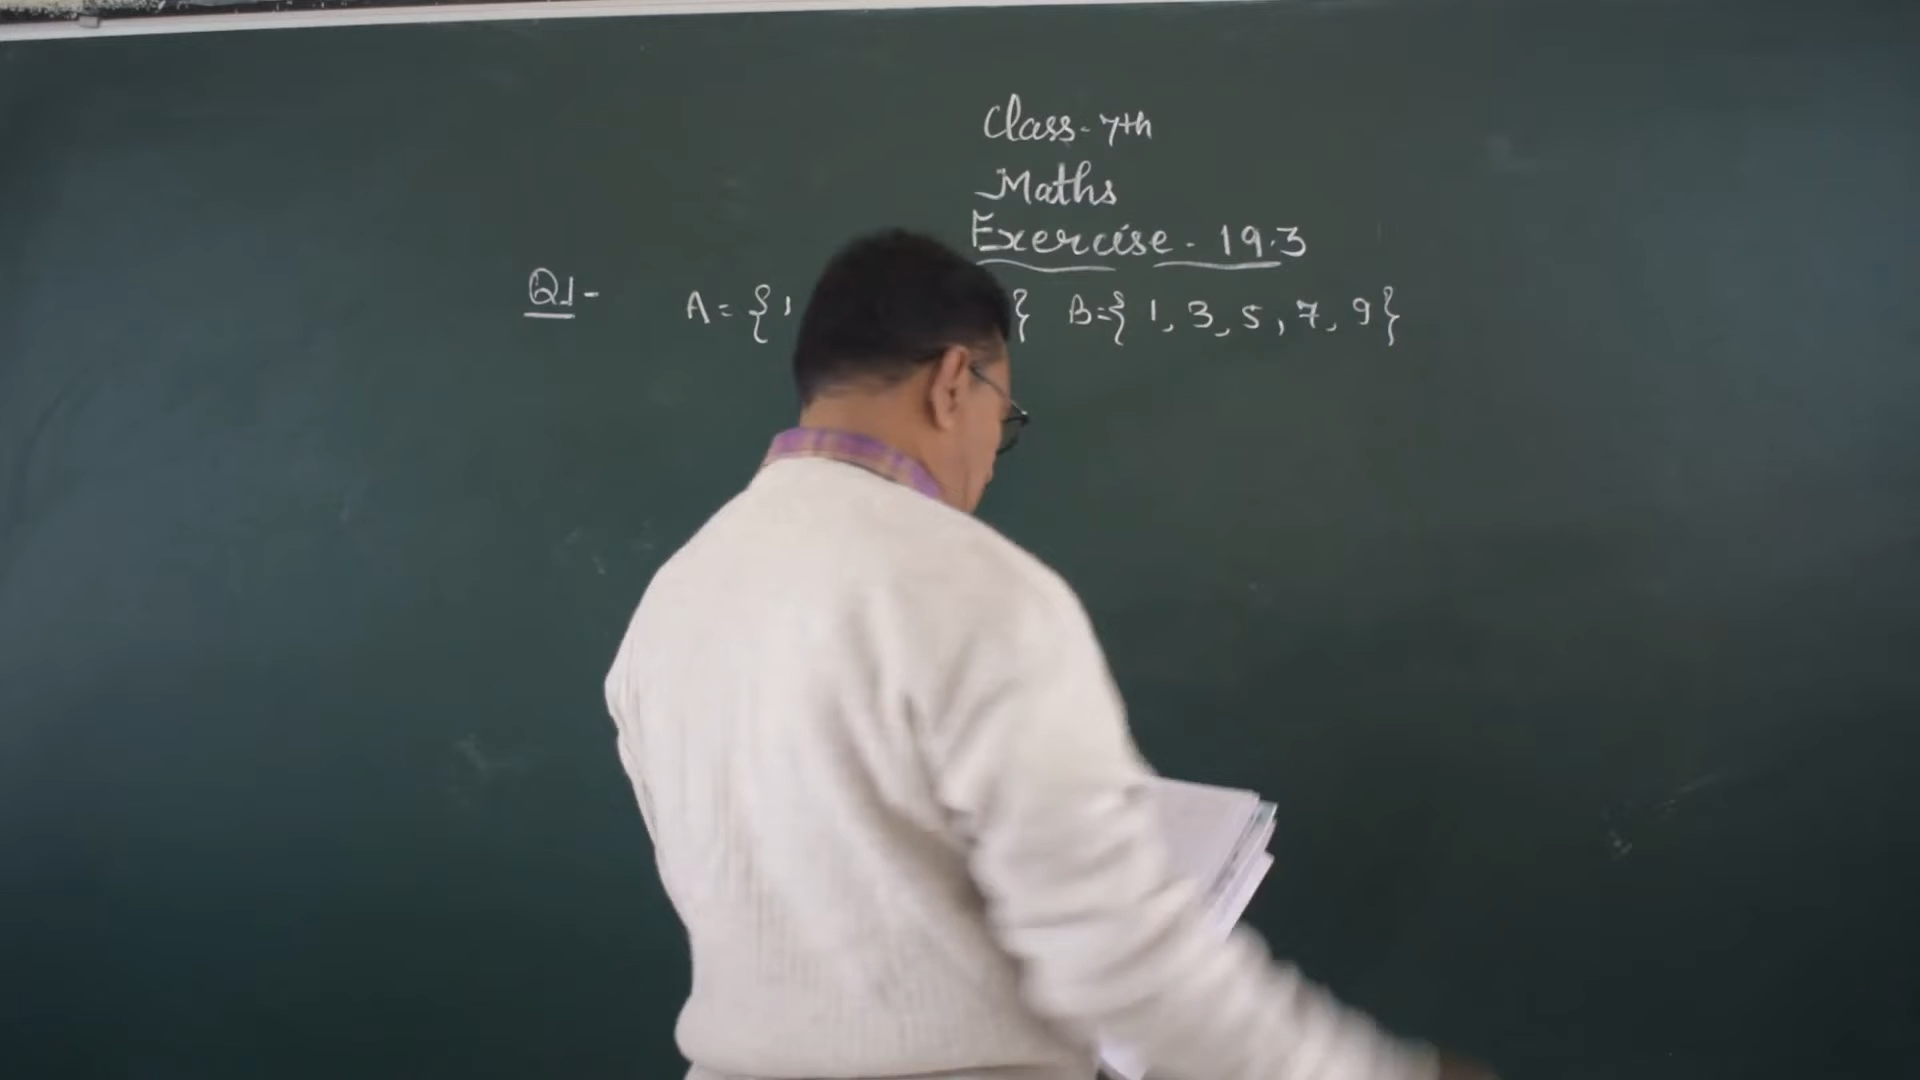 Class - 7th
Maths
Exercise - 19.3
Q1- A = {1 } B = { 1, 3, 5, 7, 9 }